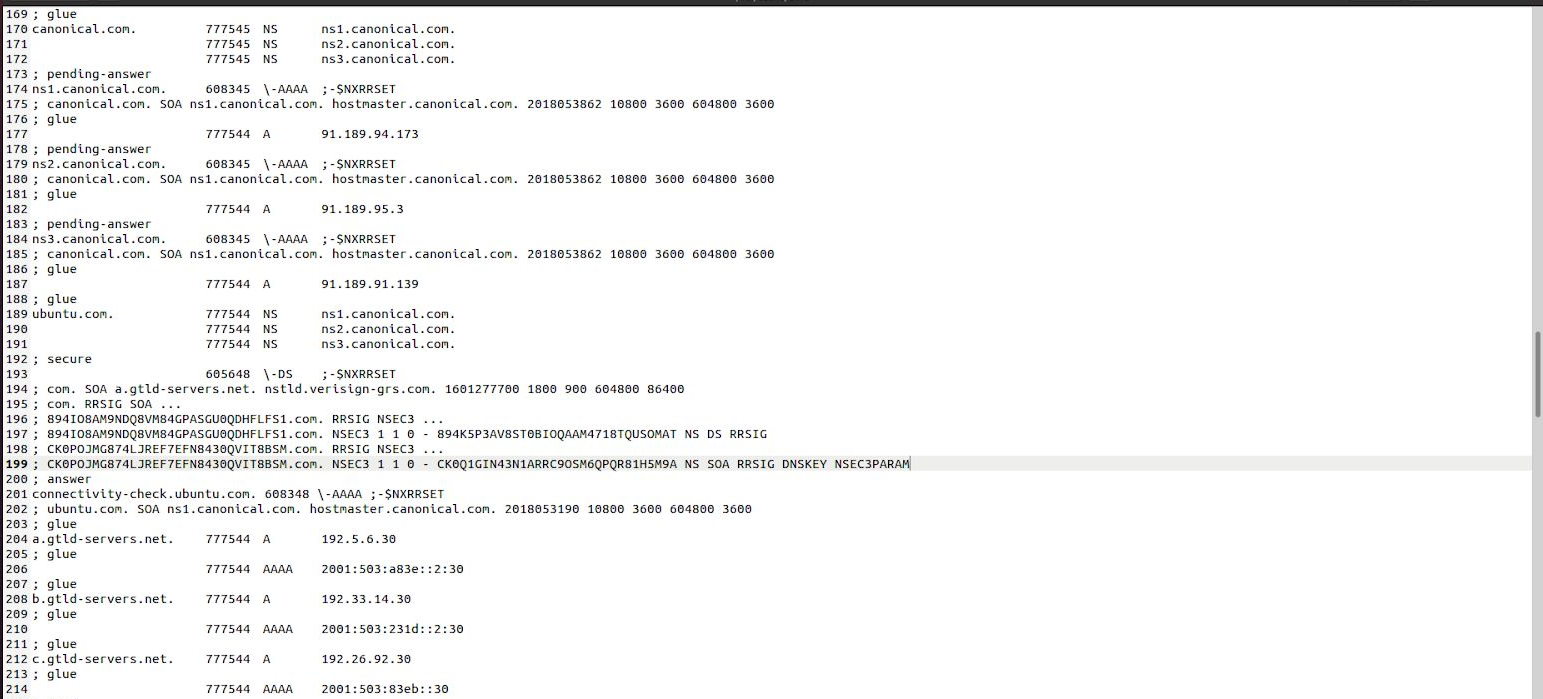 169 ; glue
170 canonical.com. 777545 NS ns1.canonical.com.
171 777545 NS ns2.canonical.com.
172 777545 NS ns3.canonical.com.
173 ; pending-answer
174 ns1.canonical.com. 608345 \-AAAA ;-$NXRRSET
175 ; canonical.com. SOA ns1.canonical.com. hostmaster.canonical.com. 2018053862 10800 3600 604800 3600
176 ; glue
177 777544 A 91.189.94.173
178 ; pending-answer
179 ns2.canonical.com. 608345 \-AAAA ;-$NXRRSET
180 ; canonical.com. SOA ns1.canonical.com. hostmaster.canonical.com. 2018053862 10800 3600 604800 3600
181 ; glue
182 777544 A 91.189.95.3
183 ; pending-answer
184 ns3.canonical.com. 608345 \-AAAA ;-$NXRRSET
185 ; canonical.com. SOA ns1.canonical.com. hostmaster.canonical.com. 2018053862 10800 3600 604800 3600
186 ; glue
187 777544 A 91.189.91.139
188 ; glue
189 ubuntu.com. 777544 NS ns1.canonical.com.
190 777544 NS ns2.canonical.com.
191 777544 NS ns3.canonical.com.
192 ; secure
193 605648 \-DS ;-$NXRRSET
194 ; com. SOA a.gtld-servers.net. nstld.verisign-grs.com. 1601277700 1800 900 604800 86400
195 ; com. RRSIG SOA ...
196 ; 894IO8AM9NDQ8VM84GPASGU0QDHFLFS1.com. RRSIG NSEC3 ...
197 ; 894IO8AM9NDQ8VM84GPASGU0QDHFLFS1.com. NSEC3 1 1 0 - 894K5P3AV8ST0BIOQAAM4718TQUSOMAT NS DS RRSIG
198 ; CK0POJMG874LJREF7EFN8430QVIT8BSM.com. RRSIG NSEC3 ...
199 ; CK0POJMG874LJREF7EFN8430QVIT8BSM.com. NSEC3 1 1 0 - CK0Q1GIN43N1ARRC9OSM6QPQR81H5M9A NS SOA RRSIG DNSKEY NSEC3PARAM
200 ; answer
201 connectivity-check.ubuntu.com. 608348 \-AAAA ;-$NXRRSET
202 ; ubuntu.com. SOA ns1.canonical.com. hostmaster.canonical.com. 2018053190 10800 3600 604800 3600
203 ; glue
204 a.gtld-servers.net. 777544 A 192.5.6.30
205 ; glue
206 777544 AAAA 2001:503:a83e::2:30
207 ; glue
208 b.gtld-servers.net. 777544 A 192.33.14.30
209 ; glue
210 777544 AAAA 2001:503:231d::2:30
211 ; glue
212 c.gtld-servers.net. 777544 A 192.26.92.30
213 ; glue
214 777544 AAAA 2001:503:83eb::30